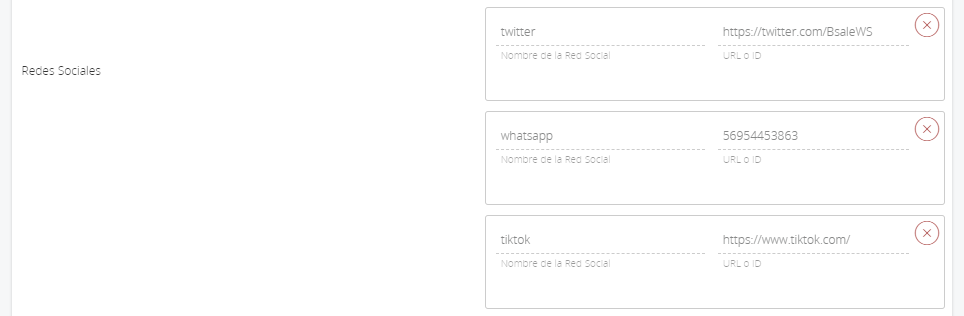 twitter
https://twitter.com/BsaleWS
Nombre de la Red Social
URL o ID
Redes Sociales
whatsapp
56954453863
Nombre de la Red Social
URL o ID
tiktok
https://www.tiktok.com/
Nombre de la Red Social
URL o ID